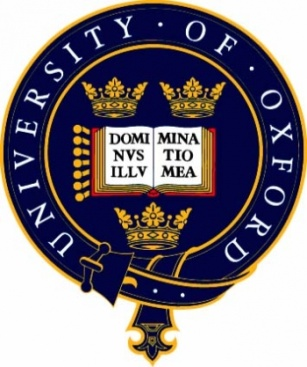 UNIVERSITY · OF · OXFORD
DOMI MINA
NVS TIO
ILLV MEA